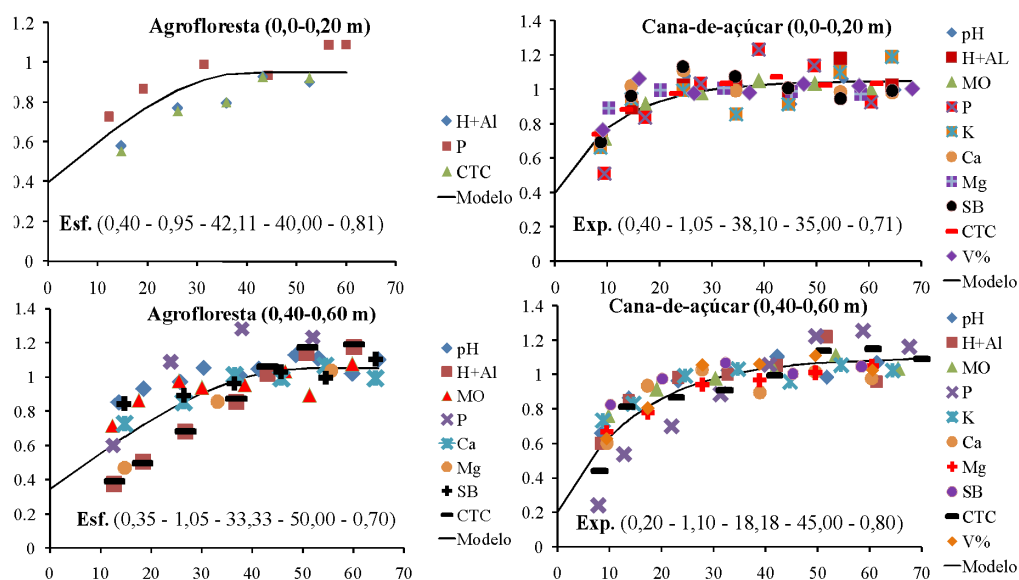 Agrofloresta (0,0-0,20 m)
1.2
1
0.8
0.6
0.4
0.2
0
0 10 20 30 40 50 60 70
H+Al
P
CTC
Modelo
Esf. (0,40 - 0,95 - 42,11 - 40,00 - 0,81)
Cana-de-açúcar (0,0-0,20 m)
1.4
1.2
1
0.8
0.6
0.4
0.2
0
0 10 20 30 40 50 60 70
pH
H+AL
MO
P
K
Ca
Mg
SB
CTC
V%
Modelo
Exp. (0,40 - 1,05 - 38,10 - 35,00 - 0,71)
Agrofloresta (0,40-0,60 m)
1.4
1.2
1
0.8
0.6
0.4
0.2
0
0 10 20 30 40 50 60 70
pH
H+Al
MO
P
Ca
Mg
SB
CTC
Modelo
Esf. (0,35 - 1,05 - 33,33 - 50,00 - 0,70)
Cana-de-açúcar (0,40-0,60 m)
1.4
1.2
1
0.8
0.6
0.4
0.2
0
0 10 20 30 40 50 60 70
pH
H+Al
MO
P
K
Ca
Mg
SB
CTC
V%
Modelo
Exp. (0,20 - 1,10 - 18,18 - 45,00 - 0,80)